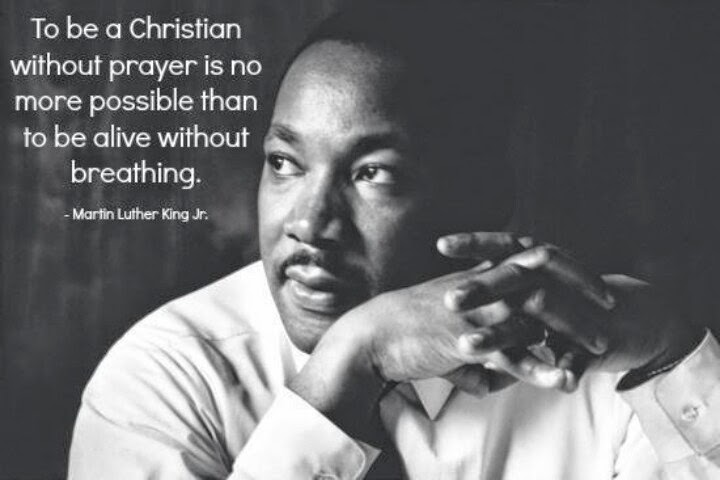 To be a Christian
without prayer is no
more possible than
to be alive without
breathing.
- Martin Luther King Jr.